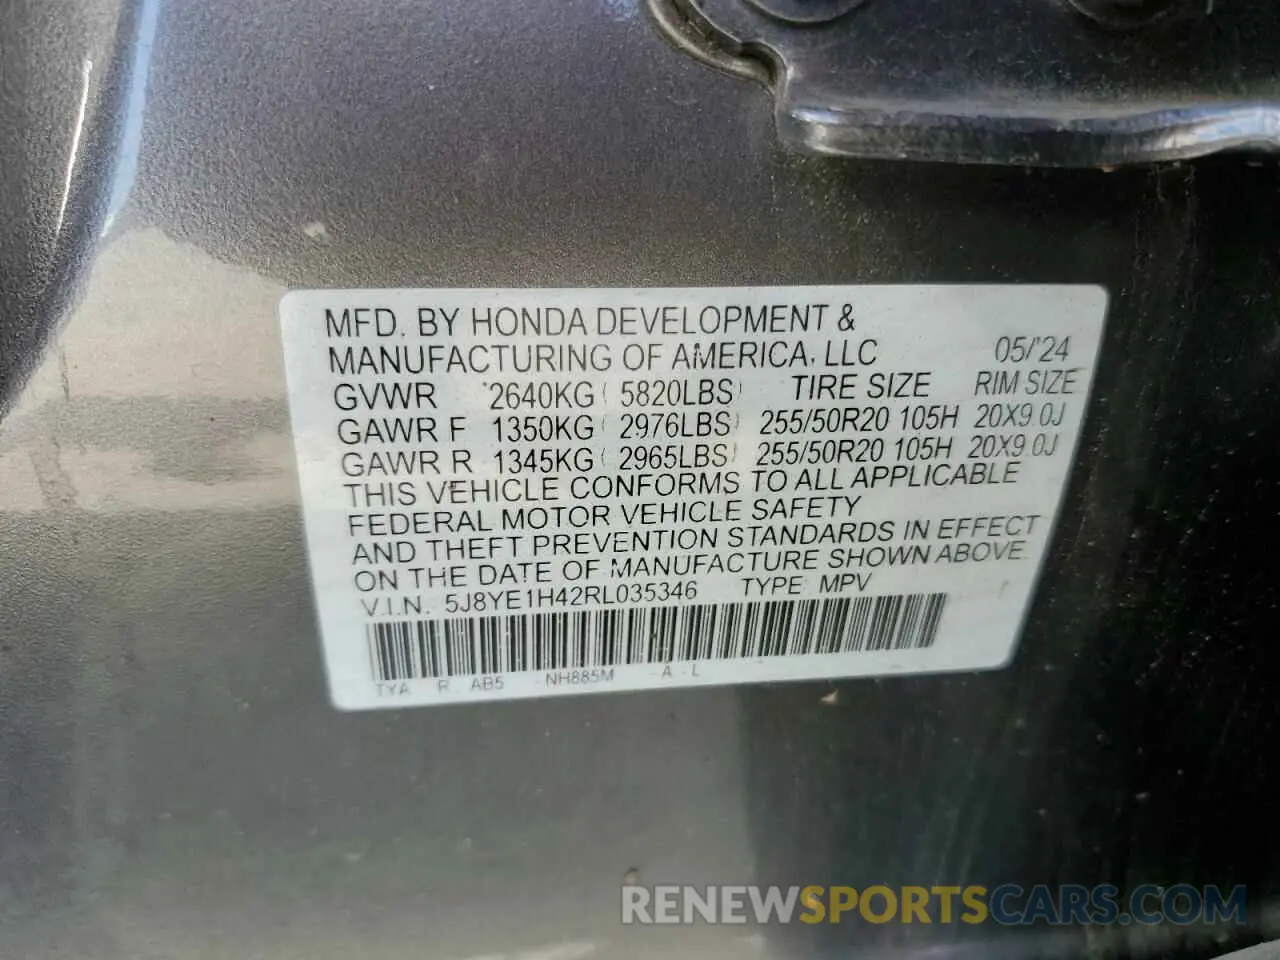 MFD. BY HONDA DEVELOPMENT &
MANUFACTURING OF AMERICA, LLC 05/'24
GVWR 2640KG ( 5820LBS) TIRE SIZE RIM SIZE
GAWR F 1350KG ( 2976LBS) 255/50R20 105H 20X9.0J
GAWR R 1345KG ( 2965LBS) 255/50R20 105H 20X9.0J
THIS VEHICLE CONFORMS TO ALL APPLICABLE
FEDERAL MOTOR VEHICLE SAFETY
AND THEFT PREVENTION STANDARDS IN EFFECT
ON THE DATE OF MANUFACTURE SHOWN ABOVE.
V.I.N. 5J8YE1H42RL035346 TYPE: MPV
TYA R AB5 -NH885M -A -L
RENEWSPORTSCARS.COM